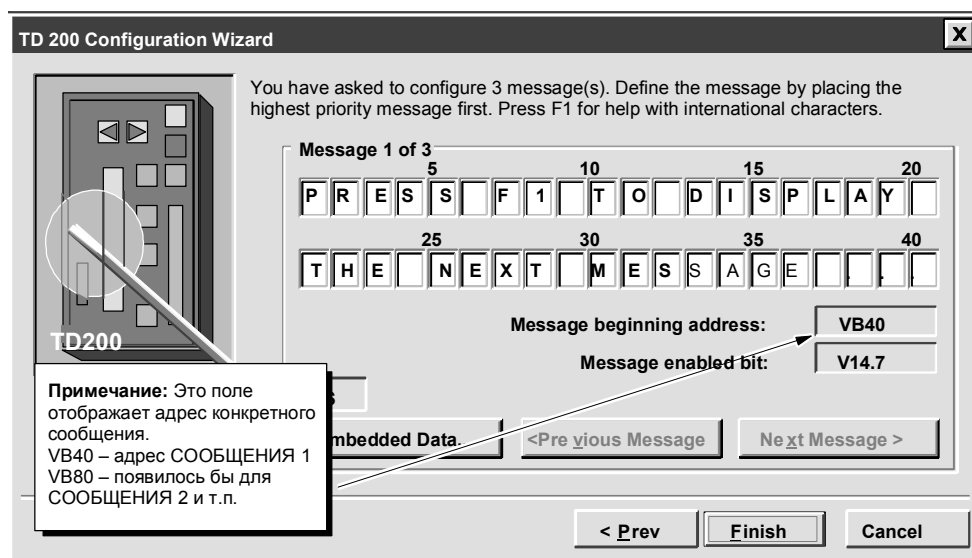 TD 200 Configuration Wizard
X
You have asked to configure 3 message(s). Define the message by placing the
highest priority message first. Press F1 for help with international characters.
Message 1 of 3
5 10 15 20
PRESS F1 TO DISPLAY
25 30 35 40
THE NEXT MESSAGE ...
Message beginning address: VB40
Message enabled bit: V14.7
TD200
Примечание: Это поле
отображает адрес конкретного
сообщения.
VB40 – адрес СООБЩЕНИЯ 1
VB80 – появилось бы для
СООБЩЕНИЯ 2 и т.п.
mbedded Data.
<Pre vious Message
Ne xt Message >
< Prev
Finish
Cancel